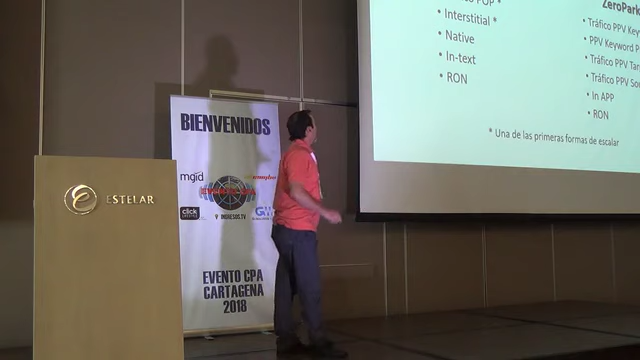 POP *
* Interstitial *
* Native
* In-text
* RON
ZeroPark
* Tráfico PPV Key
* PPV Keyword P
* Tráfico PPV Tar
* Tráfico PPV Sou
* In APP
* RON
* Una de las primeras formas de escalar
BIENVENIDOS
mgid
click
INGRESOS.TV
EVENTO CPA
CARTAGENA
2018
ESTELAR